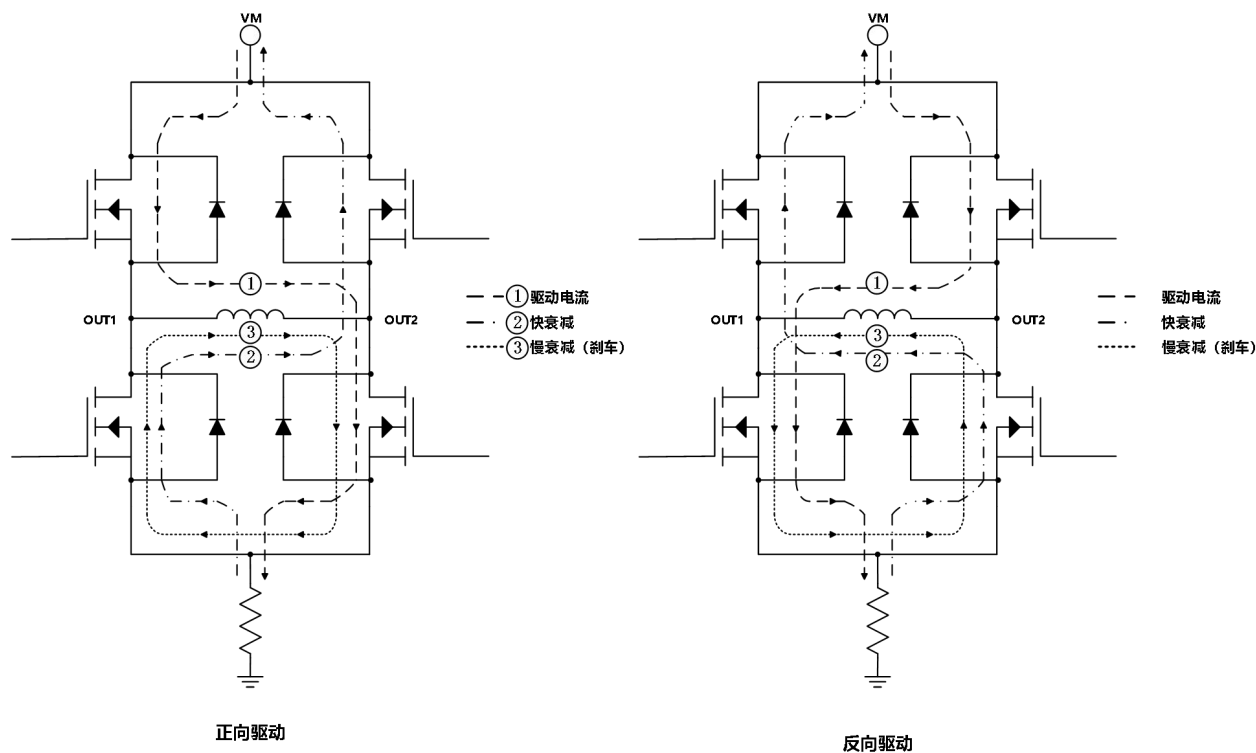 VM
VM
①
①
OUT1
OUT2
OUT1
OUT2
③
②
③
②
① 驱动电流
② 快衰减
③ 慢衰减（刹车）
驱动电流
快衰减
慢衰减（刹车）
正向驱动
反向驱动